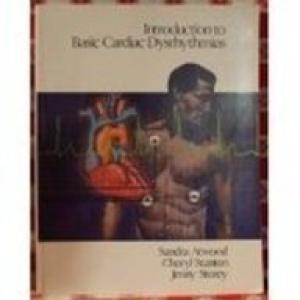 Introduction to
Basic Cardiac Dysrhythmias
Sandra Atwood
Cheryl Stanton
Jenny Storey